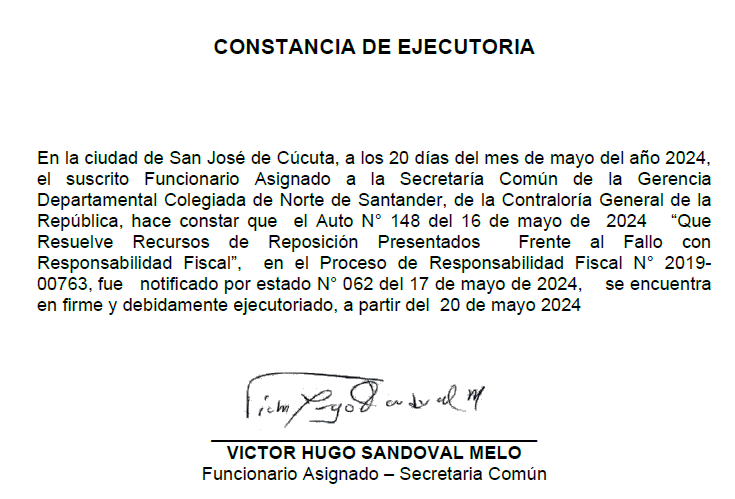 CONSTANCIA DE EJECUTORIA
En la ciudad de San José de Cúcuta, a los 20 días del mes de mayo del año 2024,
el suscrito Funcionario Asignado a la Secretaría Común de la Gerencia
Departamental Colegiada de Norte de Santander, de la Contraloría General de la
República, hace constar que el Auto N° 148 del 16 de mayo de 2024 “Que
Resuelve Recursos de Reposición Presentados Frente al Fallo con
Responsabilidad Fiscal”, en el Proceso de Responsabilidad Fiscal N° 2019-
00763, fue notificado por estado N° 062 del 17 de mayo de 2024, se encuentra
en firme y debidamente ejecutoriado, a partir del 20 de mayo 2024
VICTOR HUGO SANDOVAL MELO
Funcionario Asignado – Secretaria Común